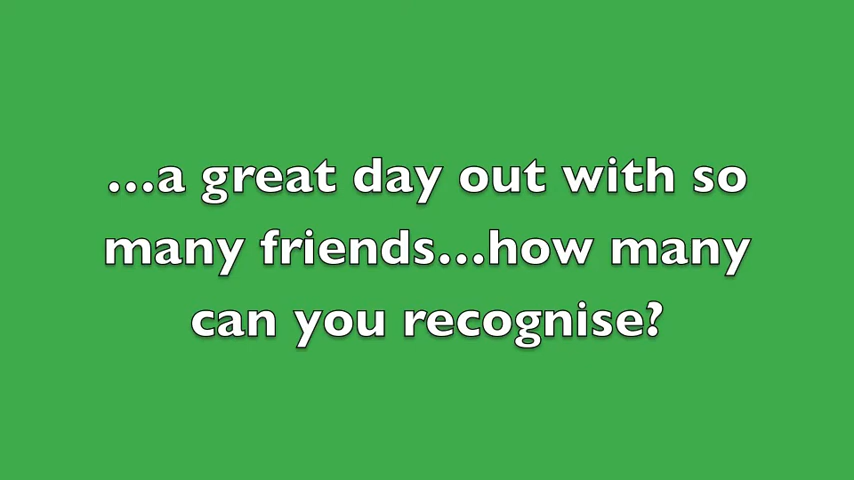 ...a great day out with so
many friends...how many
can you recognise?